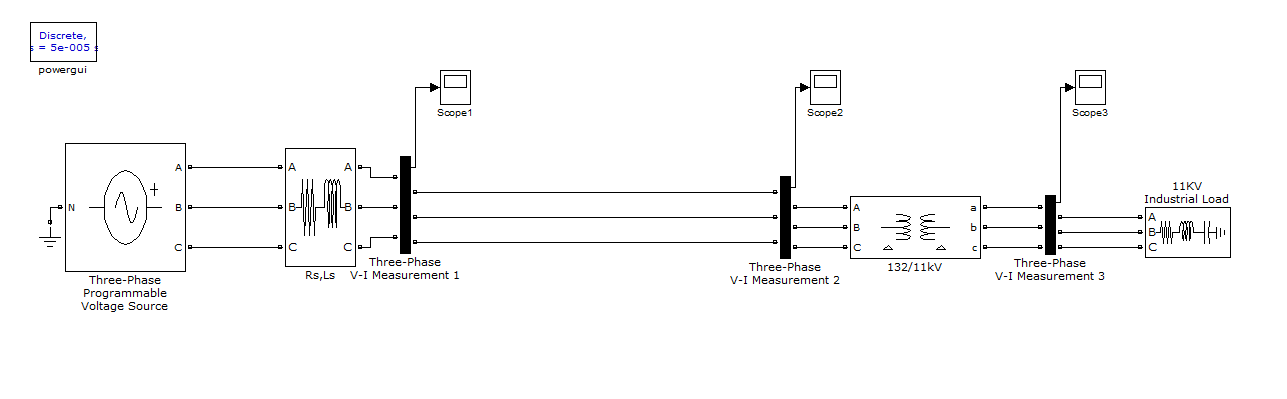 Discrete,
s = 5e-005 s
powergui
Scope1
Scope2
Scope3
N
A
B
C
Three-Phase
Programmable
Voltage Source
A
B
C
A
B
C
Rs,Ls
Three-Phase
V-I Measurement 1
Three-Phase
V-I Measurement 2
A
B
C
a
b
c
132/11kV
Three-Phase
V-I Measurement 3
11KV
Industrial Load
A
B
C